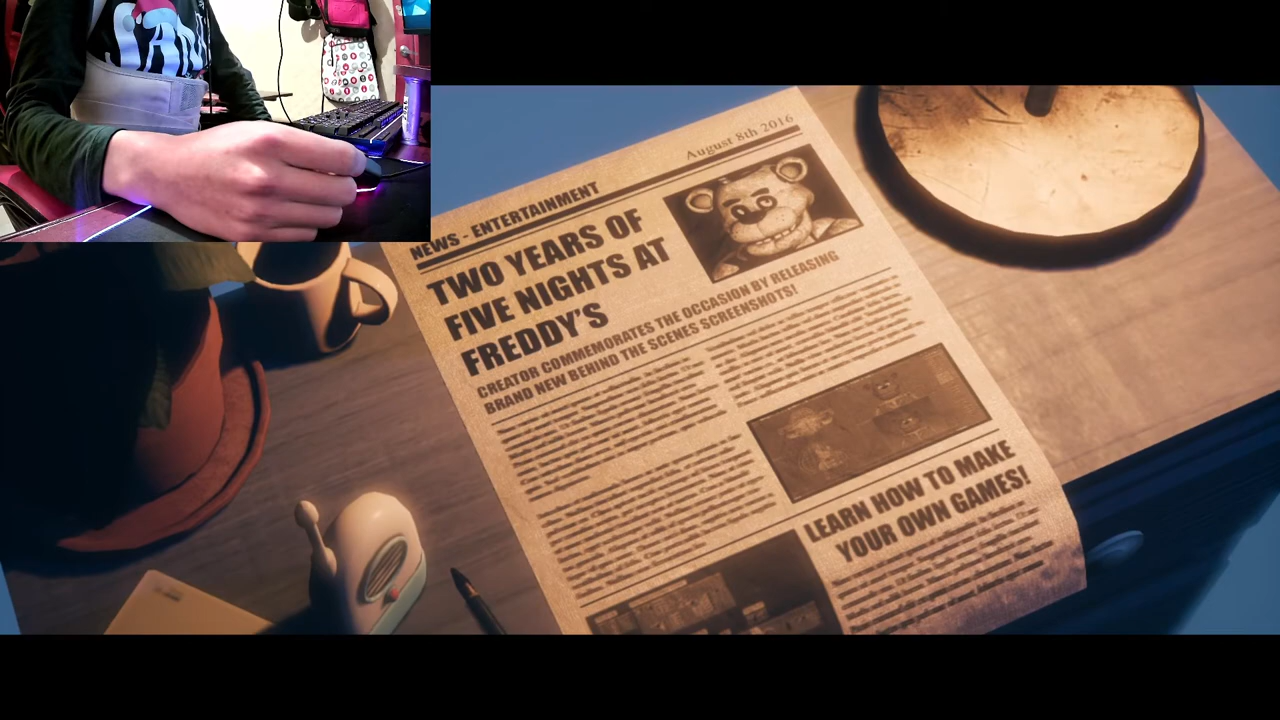 August 8th 2016
NEWS - ENTERTAINMENT
TWO YEARS OF
FIVE NIGHTS AT
FREDDY'S
CREATOR COMMEMORATES THE OCCASION BY RELEASING
BRAND NEW BEHIND THE SCENES SCREENSHOTS!
LEARN HOW TO MAKE
YOUR OWN GAMES!